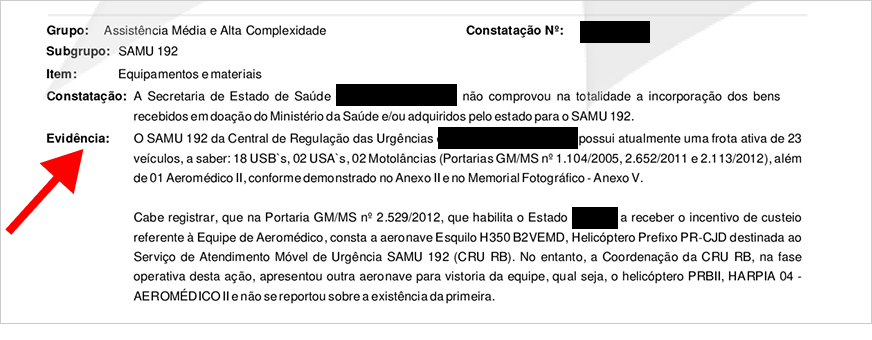 Grupo: Assistência Média e Alta Complexidade Constatação Nº:
Subgrupo: SAMU 192
Item: Equipamentos e materiais
Constatação: A Secretaria de Estado de Saúde não comprovou na totalidade a incorporação dos bens
recebidos em doação do Ministério da Saúde e/ou adquiridos pelo estado para o SAMU 192.
Evidência: O SAMU 192 da Central de Regulação das Urgências possui atualmente uma frota ativa de 23
veículos, a saber: 18 USB`s, 02 USA`s, 02 Motolâncias (Portarias GM/MS nº 1.104/2005, 2.652/2011 e 2.113/2012), além
de 01 Aeromédico II, conforme demonstrado no Anexo II e no Memorial Fotográfico - Anexo V.
Cabe registrar, que na Portaria GM/MS nº 2.529/2012, que habilita o Estado a receber o incentivo de custeio
referente à Equipe de Aeromédico, consta a aeronave Esquilo H350 B2VEMD, Helicóptero Prefixo PR-CJD destinada ao
Serviço de Atendimento Móvel de Urgência SAMU 192 (CRU RB). No entanto, a Coordenação da CRU RB, na fase
operativa desta ação, apresentou outra aeronave para vistoria da equipe, qual seja, o helicóptero PRBII, HARPIA 04 -
AEROMÉDICO II e não se reportou sobre a existência da primeira.